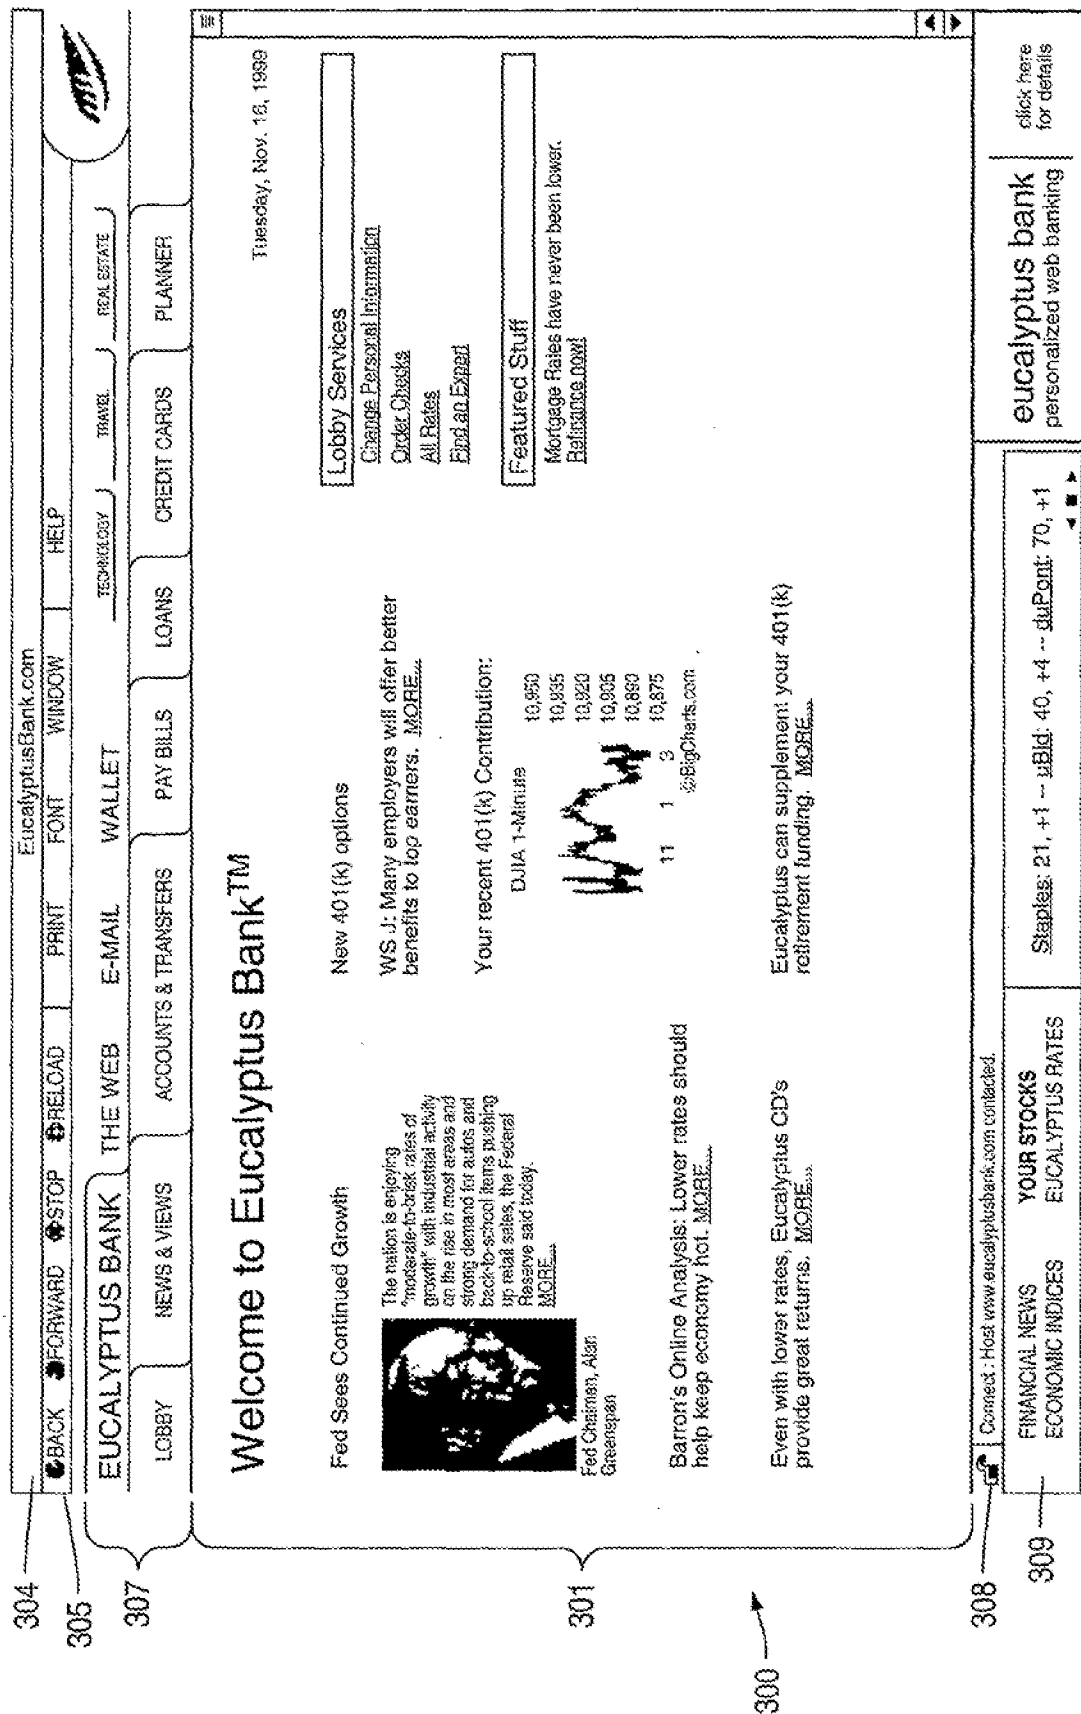 EucalyptusBank.com
BACK FORWARD STOP RELOAD PRINT FONT WINDOW HELP
EUCALYPTUS BANK THE WEB E-MAIL WALLET TECHNOLOGY TRAVEL REAL ESTATE
LOBBY NEWS & VIEWS ACCOUNTS & TRANSFERS PAY BILLS LOANS CREDIT CARDS PLANNER
Tuesday, Nov. 16, 1999
Welcome to Eucalyptus Bank™
Fed Sees Continued Growth
The nation is enjoying
"moderate-to-brisk rates of
growth" with industrial activity
on the rise in most areas and
strong demand for autos and
back-to-school items pushing
up retail sales, the Federal
Reserve said today.
MORE...
Fed Chairman, Alan
Greenspan
Barron's Online Analysis: Lower rates should
help keep economy hot. MORE...
Even with lower rates, Eucalyptus CD's
provide great returns. MORE...
New 401(k) options
WSJ: Many employers will offer better
benefits to top earners. MORE...
Your recent 401(k) Contribution:
DJIA 1-Minute
10,950
10,935
10,920
10,905
10,890
10,875
11 1 3
©BigCharts.com
Eucalyptus can supplement your 401(k)
retirement funding. MORE...
Lobby Services
Change Personal Information
Order Checks
All Rates
Find an Expert
Featured Stuff
Mortgage Rates have never been lower.
Refinance now!
Connect : Host www.eucalyptusbank.com contacted.
FINANCIAL NEWS YOUR STOCKS
ECONOMIC INDICES EUCALYPTUS RATES
Staples: 21, +1 -- uBid: 40, +4 -- duPont: 70, +1
eucalyptus bank
personalized web banking
click here
for details
304
305
307
301
300
308
309